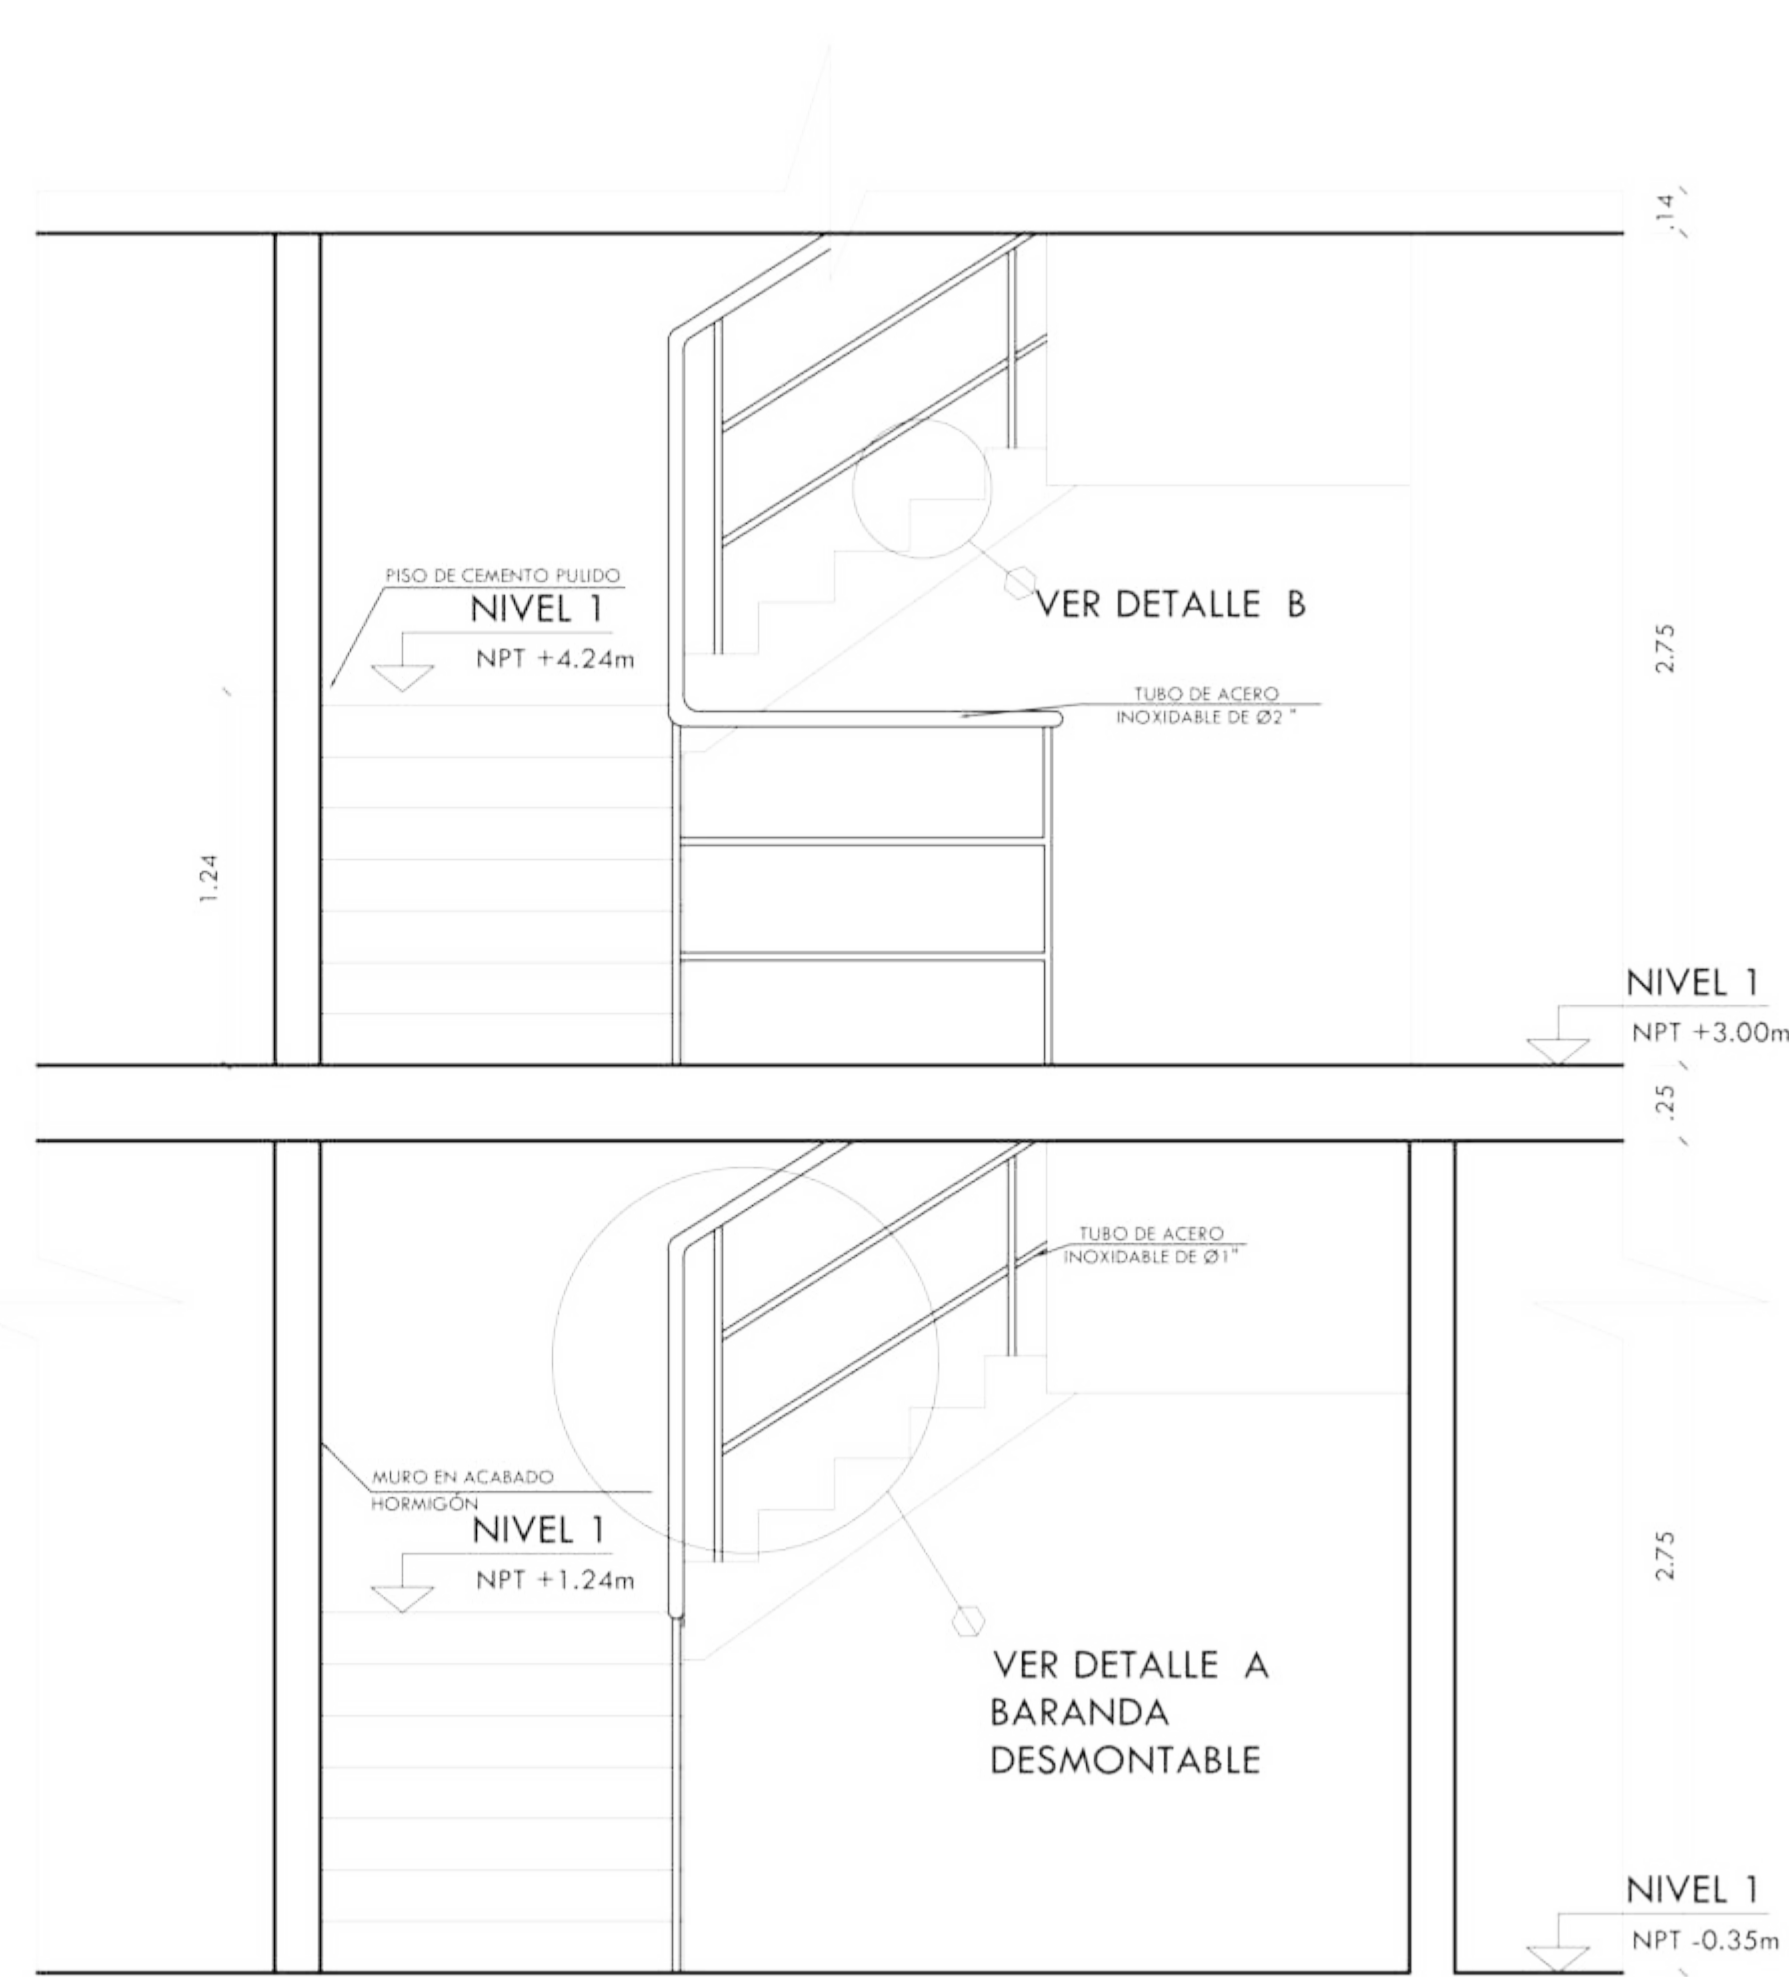 .14
PISO DE CEMENTO PULIDO
NIVEL 1
NPT +4.24m
VER DETALLE B
2.75
TUBO DE ACERO
INOXIDABLE DE Ø2 "
1.24
NIVEL 1
NPT +3.00m
.25
TUBO DE ACERO
INOXIDABLE DE Ø1"
MURO EN ACABADO
HORMIGÓN
NIVEL 1
NPT +1.24m
2.75
VER DETALLE A
BARANDA
DESMONTABLE
NIVEL 1
NPT -0.35m